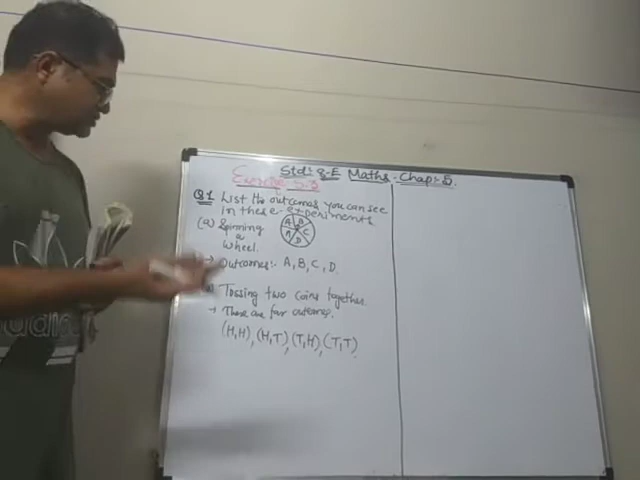 Std: 8-E Maths. Chap:-5.
Exercise 5.3
Q.1 List the outcomes you can see
in these experiments
(a) Spinning
a
Wheel.
A B C D A
→ Outcomes:- A, B, C, D.
Tossing two coins together
→ There are four outcomes.
(H,H), (H,T), (T,H), (T,T)